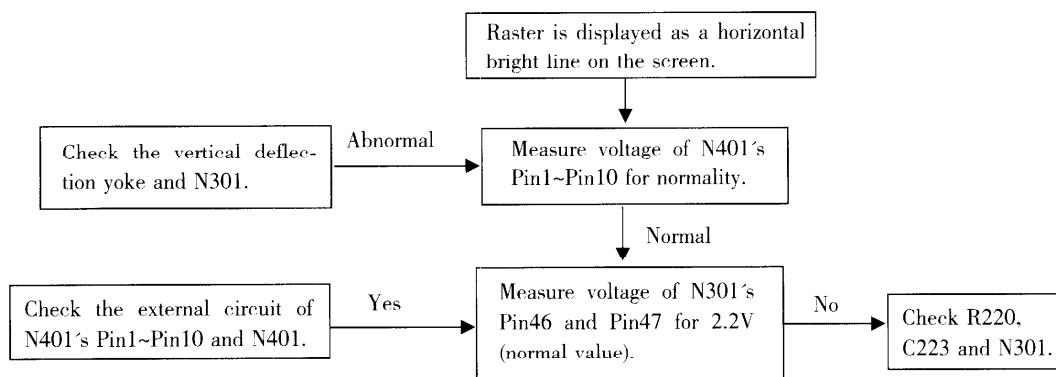 Raster is displayed as a horizontal
bright line on the screen.
Abnormal
Check the vertical deflec-
tion yoke and N301.
Measure voltage of N401´s
Pin1~Pin10 for normality.
Normal
Check the external circuit of
N401´s Pin1~Pin10 and N401.
Yes
Measure voltage of N301´s
Pin46 and Pin47 for 2.2V
(normal value).
No
Check R220,
C223 and N301.